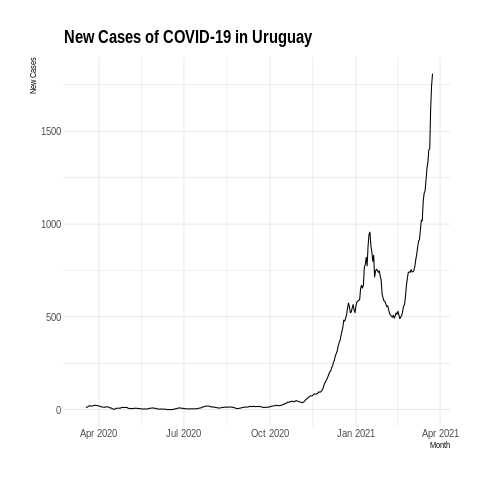 New Cases of COVID-19 in Uruguay
New Cases
1500
1000
500
0
Apr 2020 Jul 2020 Oct 2020 Jan 2021 Apr 2021
Month